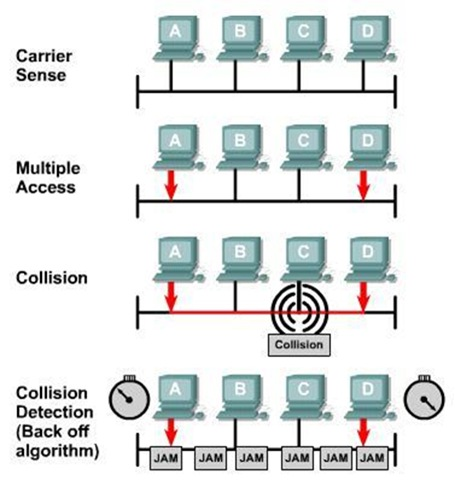 A B C D
Carrier
Sense
A B C D
Multiple
Access
A B C D
Collision
Collision
A B C D
Collision
Detection
(Back off
algorithm)
JAM JAM JAM JAM JAM JAM